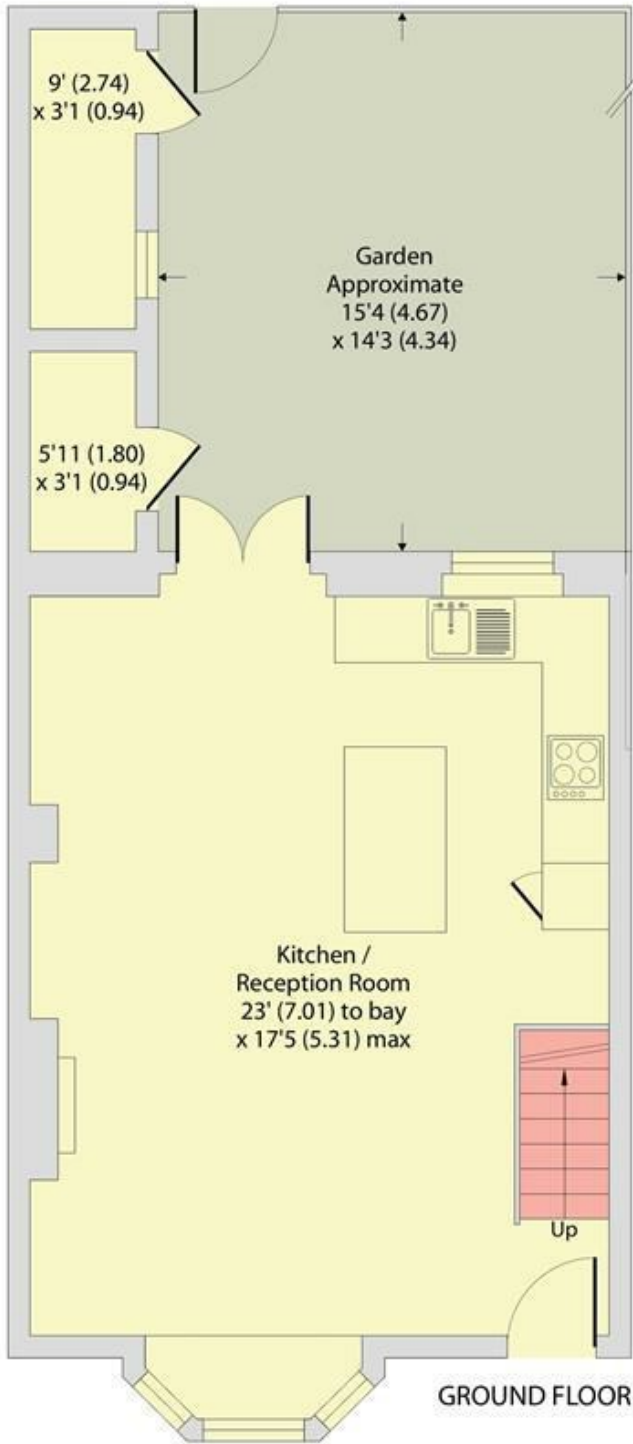 9' (2.74)
x 3'1 (0.94)
Garden
Approximate
15'4 (4.67)
x 14'3 (4.34)
5'11 (1.80)
x 3'1 (0.94)
Kitchen /
Reception Room
23' (7.01) to bay
x 17'5 (5.31) max
Up
GROUND FLOOR